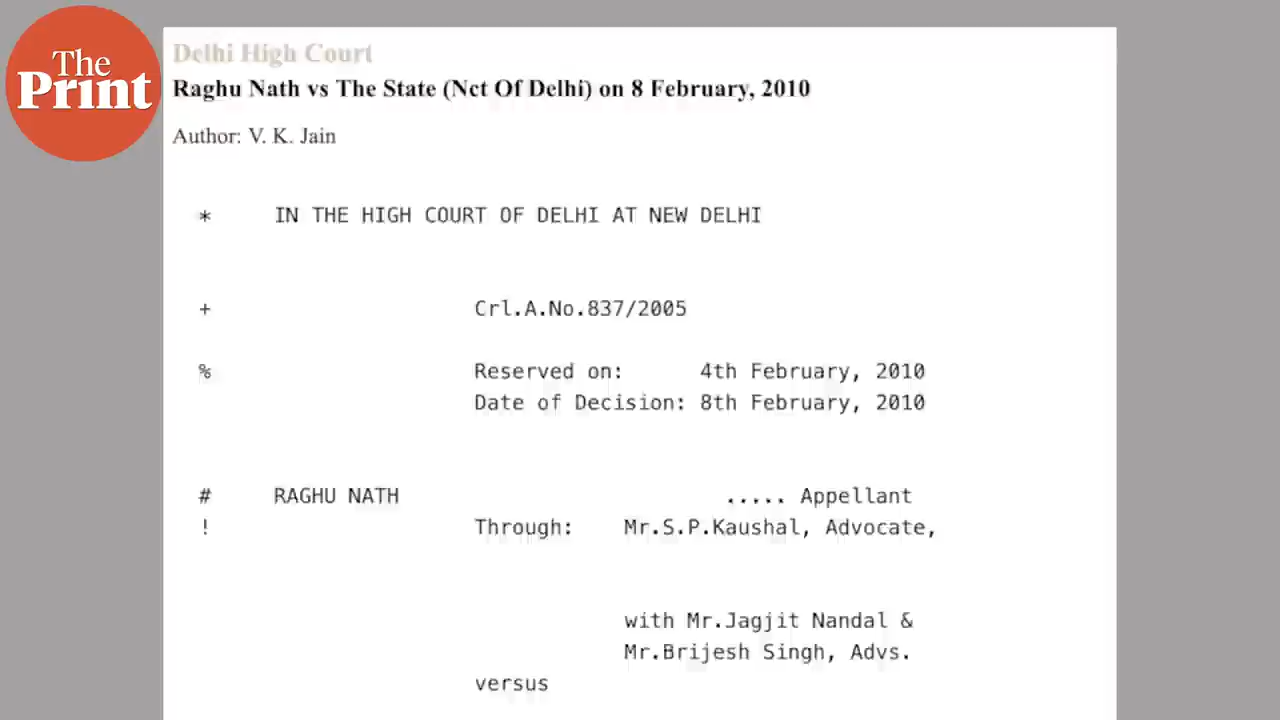 The
Print
Delhi High Court
Raghu Nath vs The State (Nct Of Delhi) on 8 February, 2010
Author: V. K. Jain
* IN THE HIGH COURT OF DELHI AT NEW DELHI
+ Crl.A.No.837/2005
% Reserved on: 4th February, 2010
Date of Decision: 8th February, 2010
# RAGHU NATH ..... Appellant
! Through: Mr.S.P.Kaushal, Advocate,
with Mr.Jagjit Nandal &
Mr.Brijesh Singh, Advs.
versus